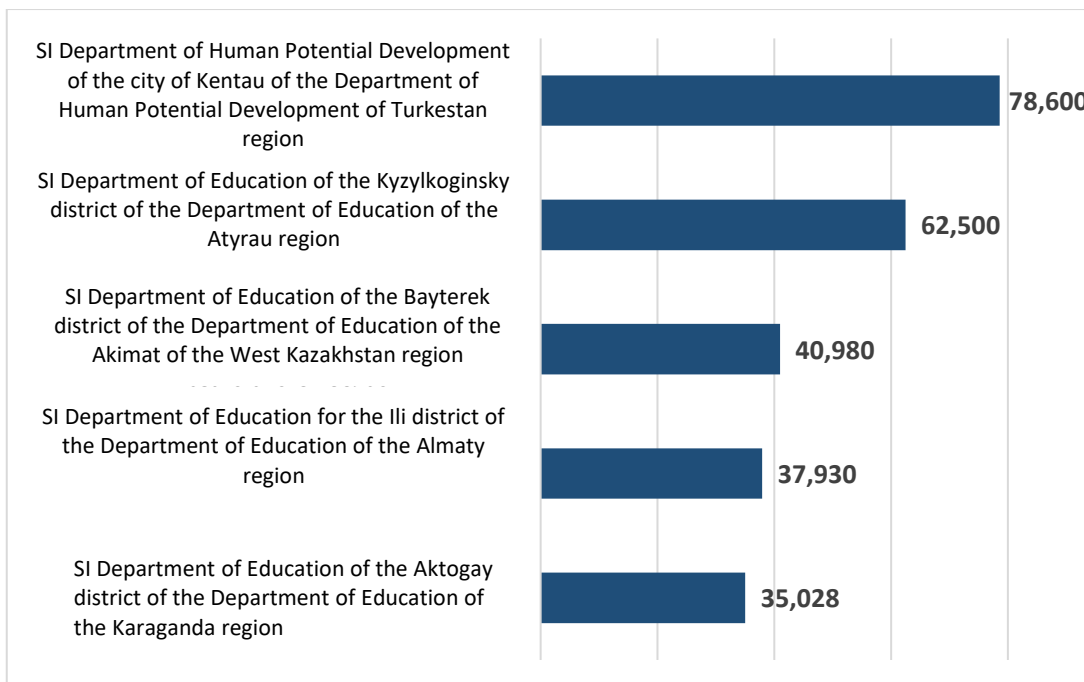 SI Department of Human Potential Development
of the city of Kentau of the Department of
Human Potential Development of Turkestan
region
78,600
SI Department of Education of the Kyzylkoginsky
district of the Department of Education of the
Atyrau region
62,500
SI Department of Education of the Bayterek
district of the Department of Education of the
Akimat of the West Kazakhstan region
40,980
SI Department of Education for the Ili district of
the Department of Education of the Almaty
region
37,930
SI Department of Education of the Aktogay
district of the Department of Education of
the Karaganda region
35,028